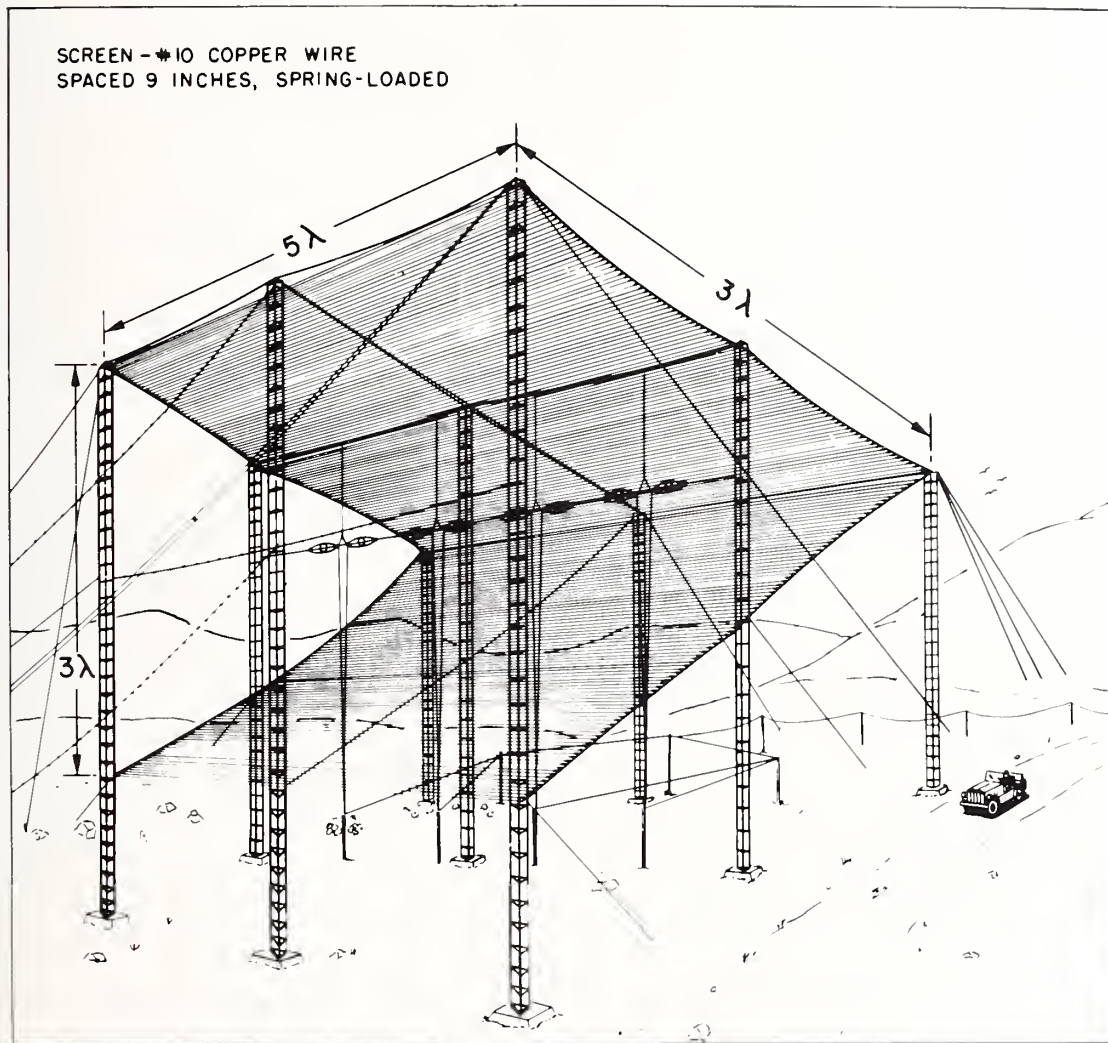 SCREEN-#10 COPPER WIRE
SPACED 9 INCHES, SPRING-LOADED
5λ
3λ
3λ